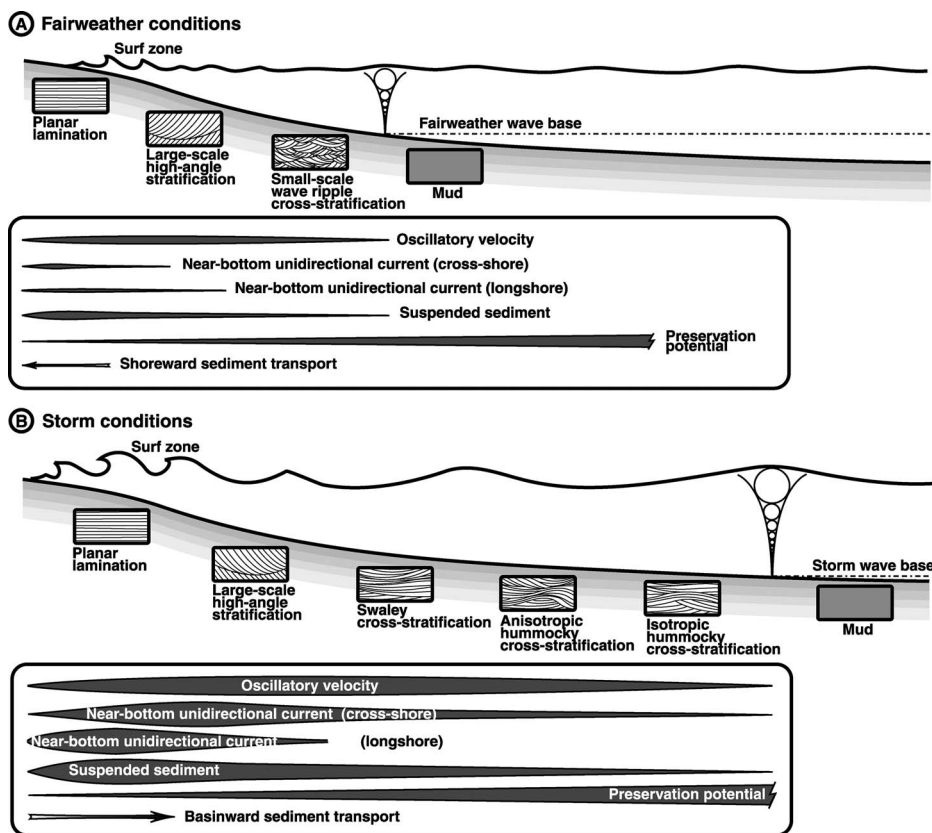 A Fairweather conditions
Surf zone
Planar
lamination
Large-scale
high-angle
stratification
Small-scale
wave ripple
cross-stratification
Fairweather wave base
Mud
Oscillatory velocity
Near-bottom unidirectional current (cross-shore)
Near-bottom unidirectional current (longshore)
Suspended sediment
Preservation
potential
Shoreward sediment transport
B Storm conditions
Surf zone
Planar
lamination
Large-scale
high-angle
stratification
Swaley
cross-stratification
Anisotropic
hummocky
cross-stratification
Isotropic
hummocky
cross-stratification
Storm wave base
Mud
Oscillatory velocity
Near-bottom unidirectional current (cross-shore)
Near-bottom unidirectional current (longshore)
Suspended sediment
Preservation potential
Basinward sediment transport